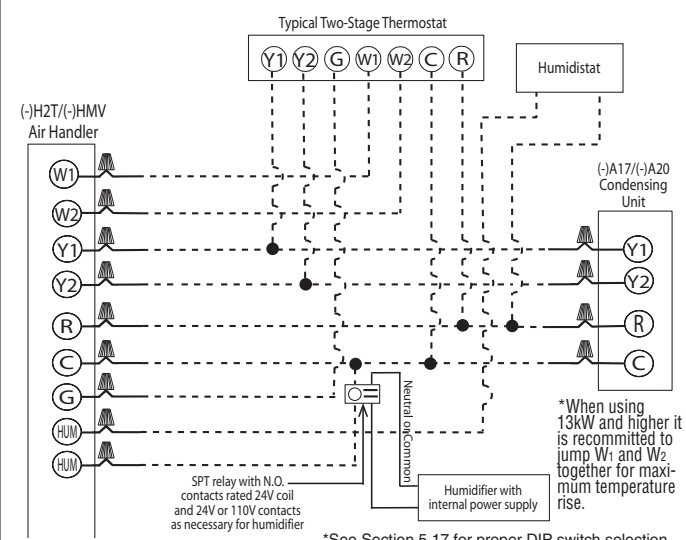 Typical Two-Stage Thermostat
Y1 Y2 G W1 W2 C R
Humidistat
(-)H2T/(-)HMV
Air Handler
W1
W2
Y1
Y2
R
C
G
HUM
HUM
(-)A17/(-)A20
Condensing
Unit
Y1
Y2
R
C
Neutral or Common
SPT relay with N.O.
contacts rated 24V coil
and 24V or 110V contacts
as necessary for humidifier
Humidifier with
internal power supply
*When using
13kW and higher it
is recommitted to
jump W1 and W2
together for maxi-
mum temperature
rise.
*See Section 5.17 for proper DIP switch selection